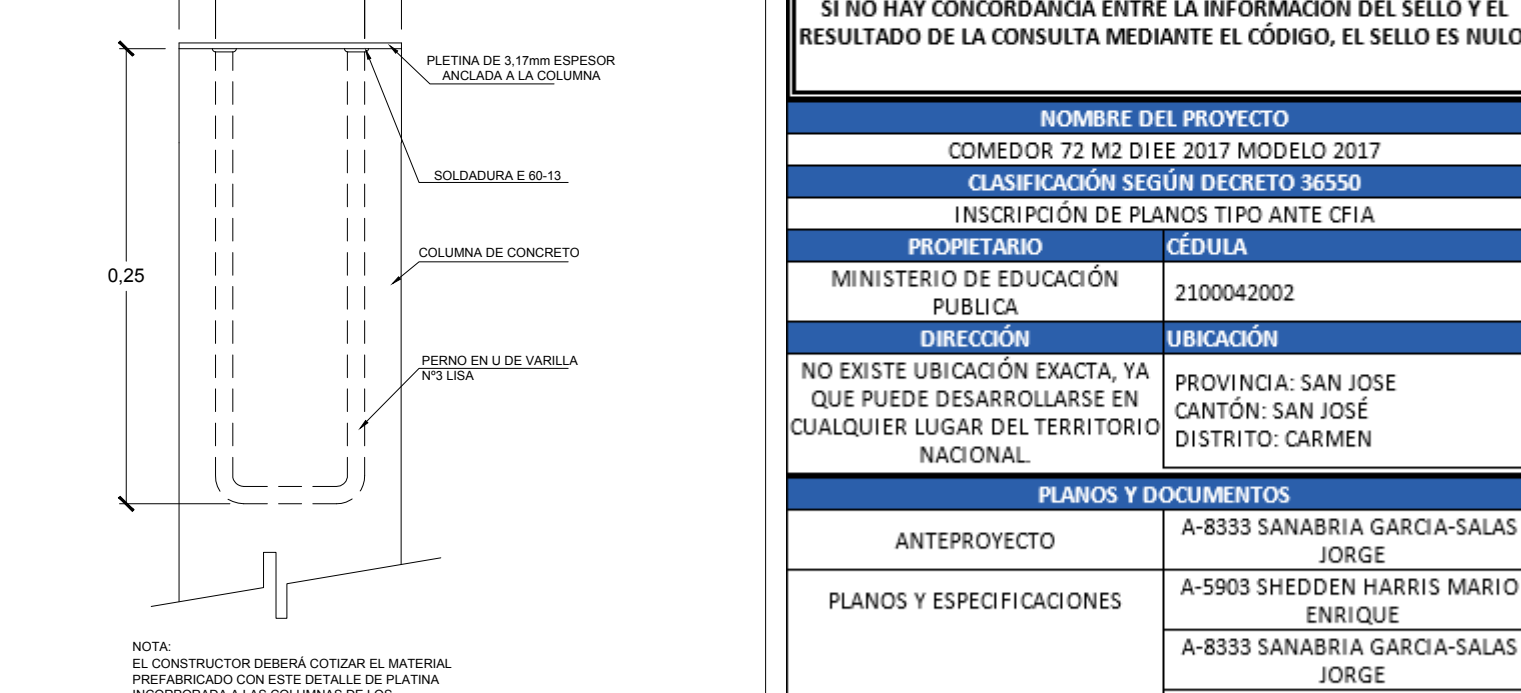 PLETINA DE 3,17mm ESPESOR
ANCLADA A LA COLUMNA
SOLDADURA E 60-13
COLUMNA DE CONCRETO
0,25
PERNO EN U DE VARILLA
Nº3 LISA
NOTA:
EL CONSTRUCTOR DEBERÁ COTIZAR EL MATERIAL
PREFABRICADO CON ESTE DETALLE DE PLATINA
INCORPORADA A LAS COLUMNAS DE LOS
SI NO HAY CONCORDANCIA ENTRE LA INFORMACIÓN DEL SELLO Y EL
RESULTADO DE LA CONSULTA MEDIANTE EL CÓDIGO, EL SELLO ES NULO
NOMBRE DEL PROYECTO
COMEDOR 72 M2 DIEE 2017 MODELO 2017
CLASIFICACIÓN SEGÚN DECRETO 36550
INSCRIPCIÓN DE PLANOS TIPO ANTE CFIA
PROPIETARIO CÉDULA
MINISTERIO DE EDUCACIÓN
PUBLICA
2100042002
DIRECCIÓN UBICACIÓN
NO EXISTE UBICACIÓN EXACTA, YA
QUE PUEDE DESARROLLARSE EN
CUALQUIER LUGAR DEL TERRITORIO
NACIONAL.
PROVINCIA: SAN JOSE
CANTÓN: SAN JOSÉ
DISTRITO: CARMEN
PLANOS Y DOCUMENTOS
ANTEPROYECTO
A-8333 SANABRIA GARCIA-SALAS
JORGE
PLANOS Y ESPECIFICACIONES
A-5903 SHEDDEN HARRIS MARIO
ENRIQUE
A-8333 SANABRIA GARCIA-SALAS
JORGE